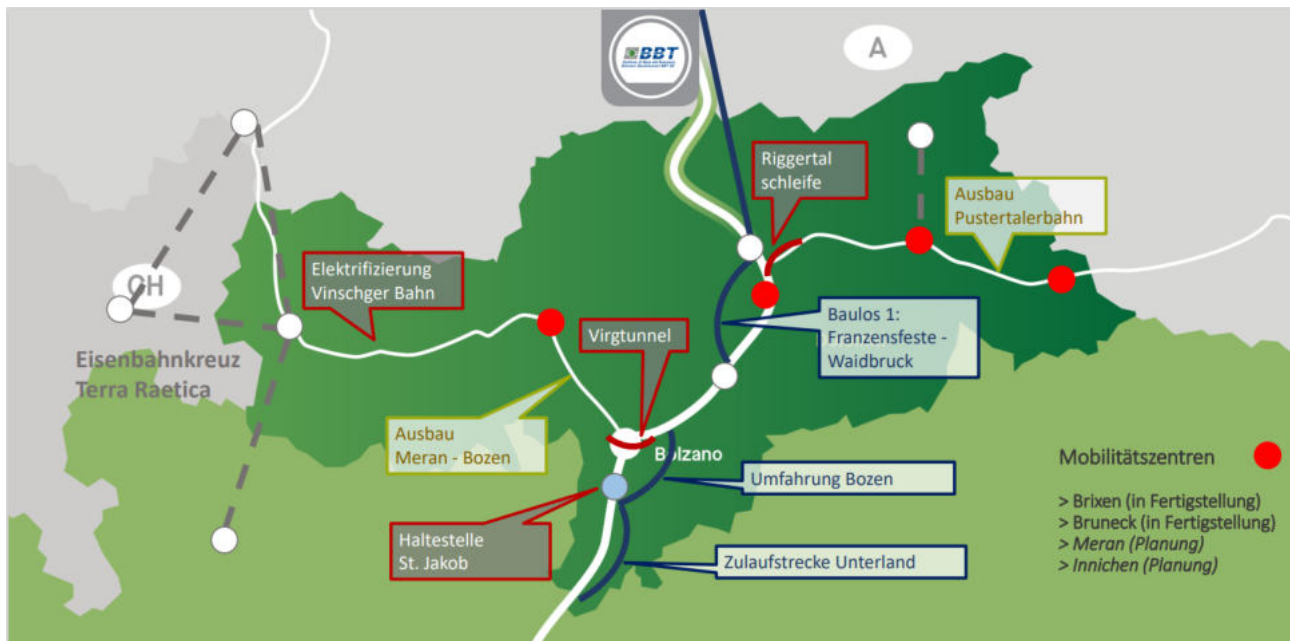 BBT
A
Riggertal
schleife
Ausbau
Pustertalerbahn
Elektrifizierung
Vinschger Bahn
CH
Virgtunnel
Baulos 1:
Franzensfeste -
Waidbruck
Eisenbahnkreuz
Terra Raetica
Ausbau
Meran - Bozen
Bolzano
Umfahrung Bozen
Haltestelle
St. Jakob
Zulaufstrecke Unterland
Mobilitätszentren
> Brixen (in Fertigstellung)
> Bruneck (in Fertigstellung)
> Meran (Planung)
> Innichen (Planung)